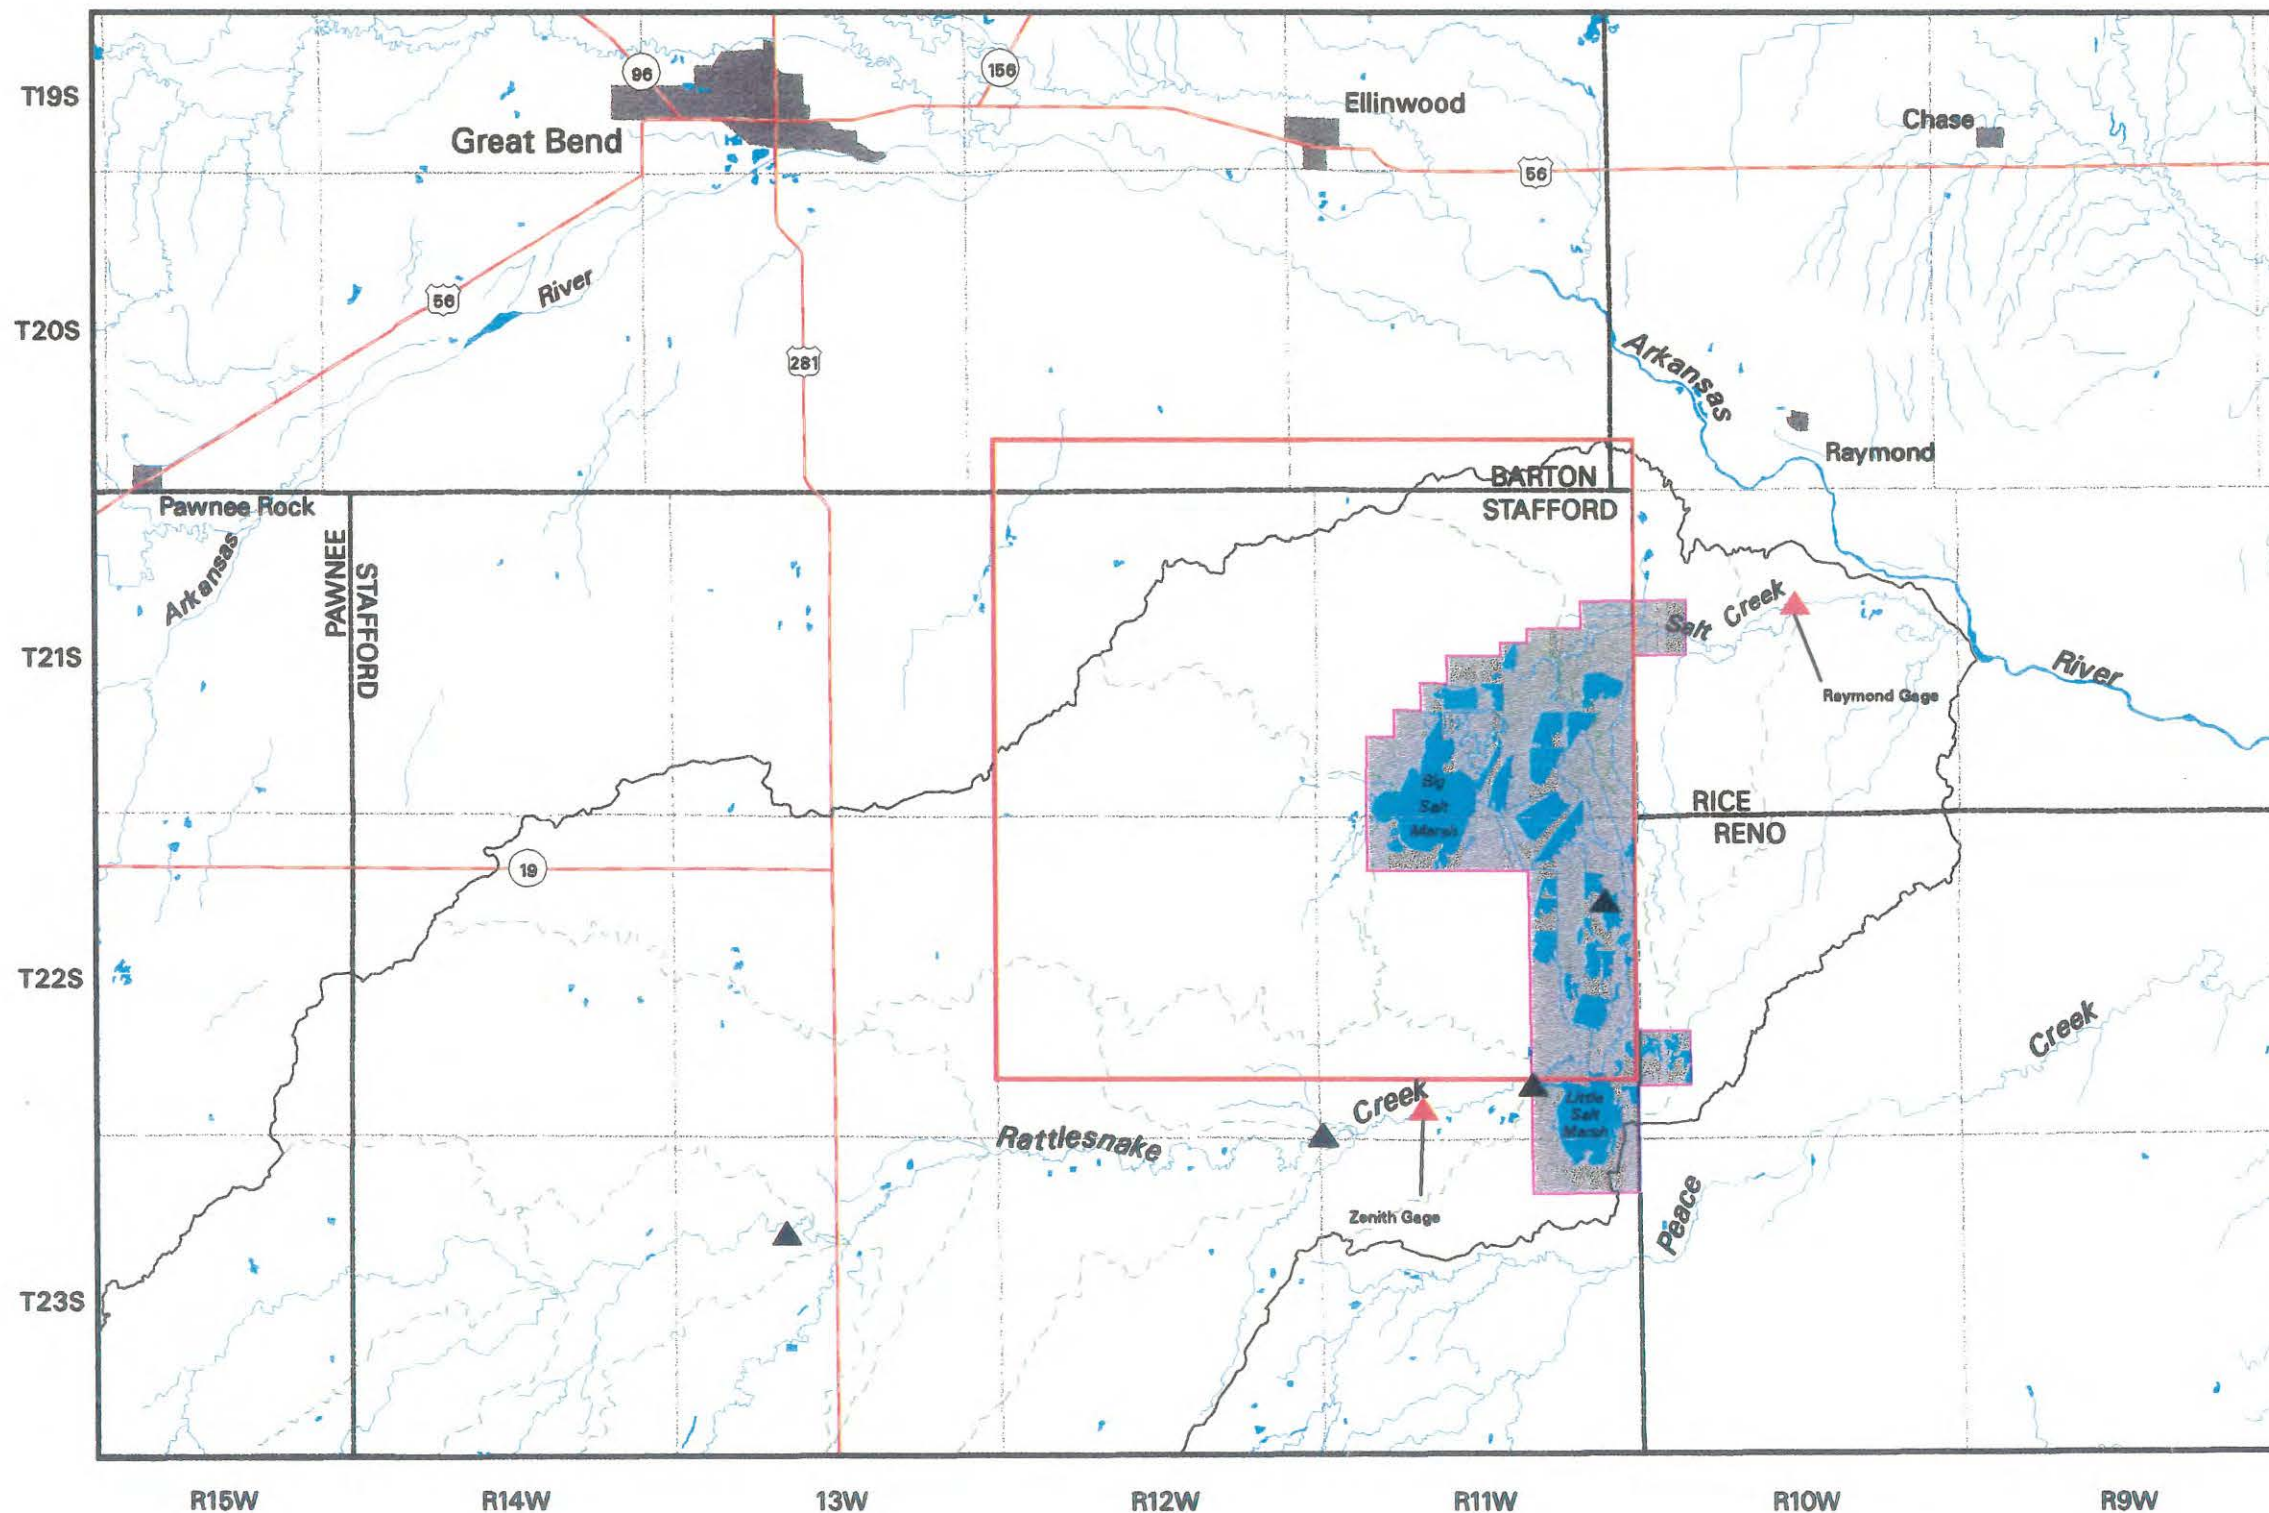 T19S
96
156
Ellinwood
Chase
Great Bend
56
River
56
T20S
281
Arkansas
Raymond
BARTON
STAFFORD
Pawnee Rock
Arkansas
PAWNEE
STAFFORD
Salt Creek
T21S
River
Raymond Gage
Big
Salt
Marsh
RICE
RENO
19
T22S
Creek
Creek
Little
Salt
Marsh
Rattlesnake
Peace
Zenith Gage
T23S
R15W
R14W
13W
R12W
R11W
R10W
R9W